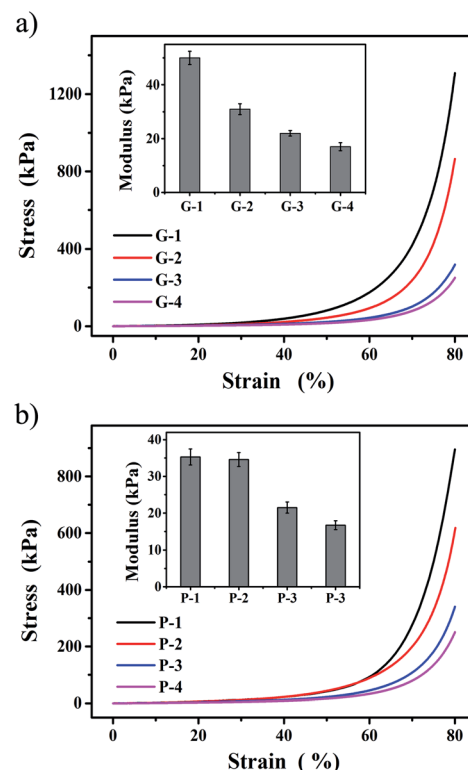 a)
Stress (kPa)
1200
800
400
0
Modulus (kPa)
40
20
0
G-1 G-2 G-3 G-4
G-1
G-2
G-3
G-4
0 20 40 60 80
Strain (%)
b)
Stress (kPa)
800
600
400
200
0
Modulus (kPa)
40
30
20
10
0
P-1 P-2 P-3 P-3
P-1
P-2
P-3
P-4
0 20 40 60 80
Strain (%)